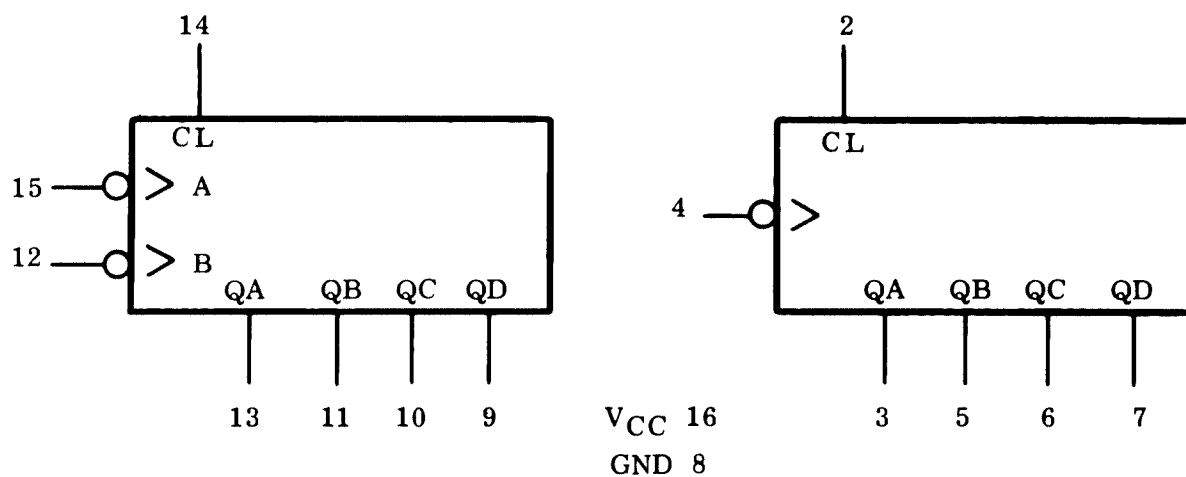 14
2
CL
CL
15
A
4
12
B
QA QB QC QD
QA QB QC QD
13 11 10 9
VCC 16
3 5 6 7
GND 8